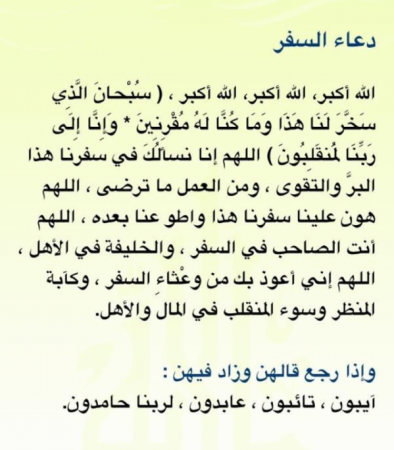 دعاء السفر
الله أكبر، الله أكبر، الله أكبر ، ( سُبْحانَ الَّذِي
سَخَّرَ لَنَا هَذَا وَمَا كُنَّا لَهُ مُقْرِنِينَ * وَإِنَّا إِلَى
رَبِّنَا لَمُنقَلِبُونَ ) اللهم إنا نسألُكَ في سفرنا هذا
البرَّ والتقوى ، ومن العمل ما ترضى ، اللهم
هون علينا سفرنا هذا واطو عنا بعده ، اللهم
أنت الصاحب في السفر ، والخليفة في الأهل ،
اللهم إني أعوذ بك من وعْثاءِ السفر ، وكآبة
المنظر وسوء المنقلب في المال والأهل.
وإذا رجع قالهن وزاد فيهن :
آيبون ، تائبون ، عابدون ، لربنا حامدون.